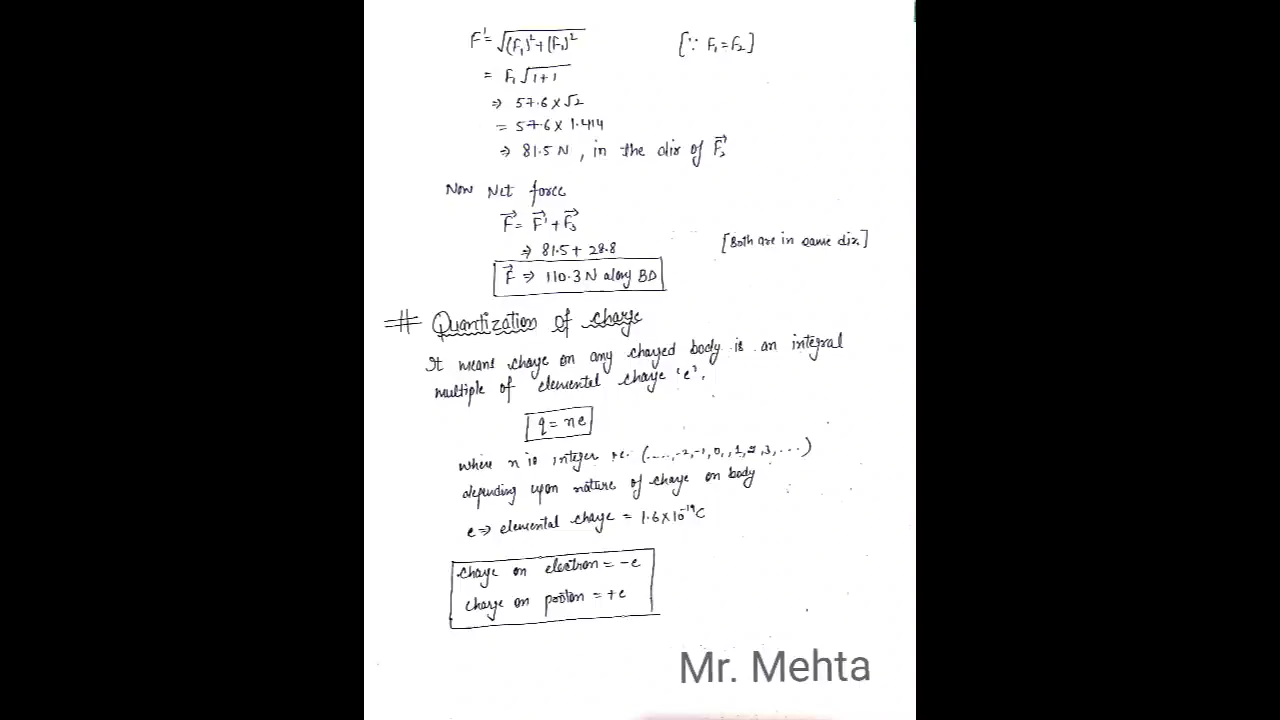 F' = √(F₁)² + (F₁)² [∵ F₁ = F₂]
= F₁ √1+1
⇒ 57.6 × √2
= 57.6 × 1.414
⇒ 81.5 N , in the dir of F⃗₃
Now Net force
F⃗ = F⃗' + F⃗₃
⇒ 81.5 + 28.8 [Both are in same dir.]
F⃗ ⇒ 110.3 N along BD
# Quantization of charge
It means charge on any charged body is an integral
multiple of elemental charge 'e'.
q = ne
where n is integer i.e. (....,-2,-1,0,,1,2,3,...)
depending upon nature of charge on body
e ⇒ elemental charge = 1.6×10⁻¹⁹C
charge on electron = -e
charge on proton = +e
Mr. Mehta